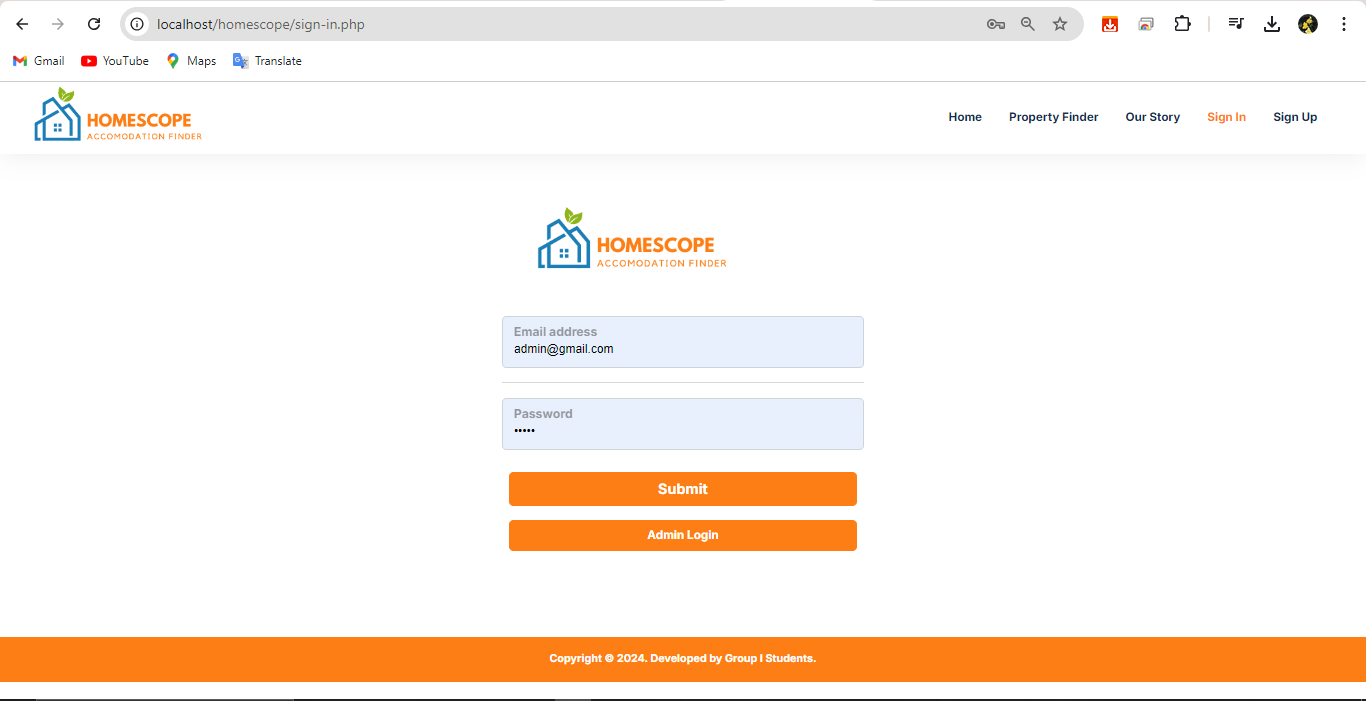 localhost/homescope/sign-in.php
Gmail YouTube Maps Translate
HOMESCOPE
ACCOMODATION FINDER
Home Property Finder Our Story Sign In Sign Up
HOMESCOPE
ACCOMODATION FINDER
Email address
admin@gmail.com
Password
•••••
Submit
Admin Login
Copyright © 2024. Developed by Group I Students.